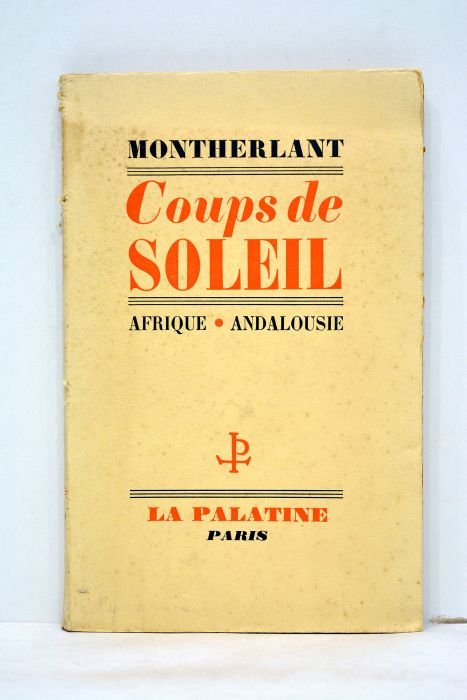 MONTHERLANT
Coups de
SOLEIL
AFRIQUE • ANDALOUSIE
LA PALATINE
PARIS